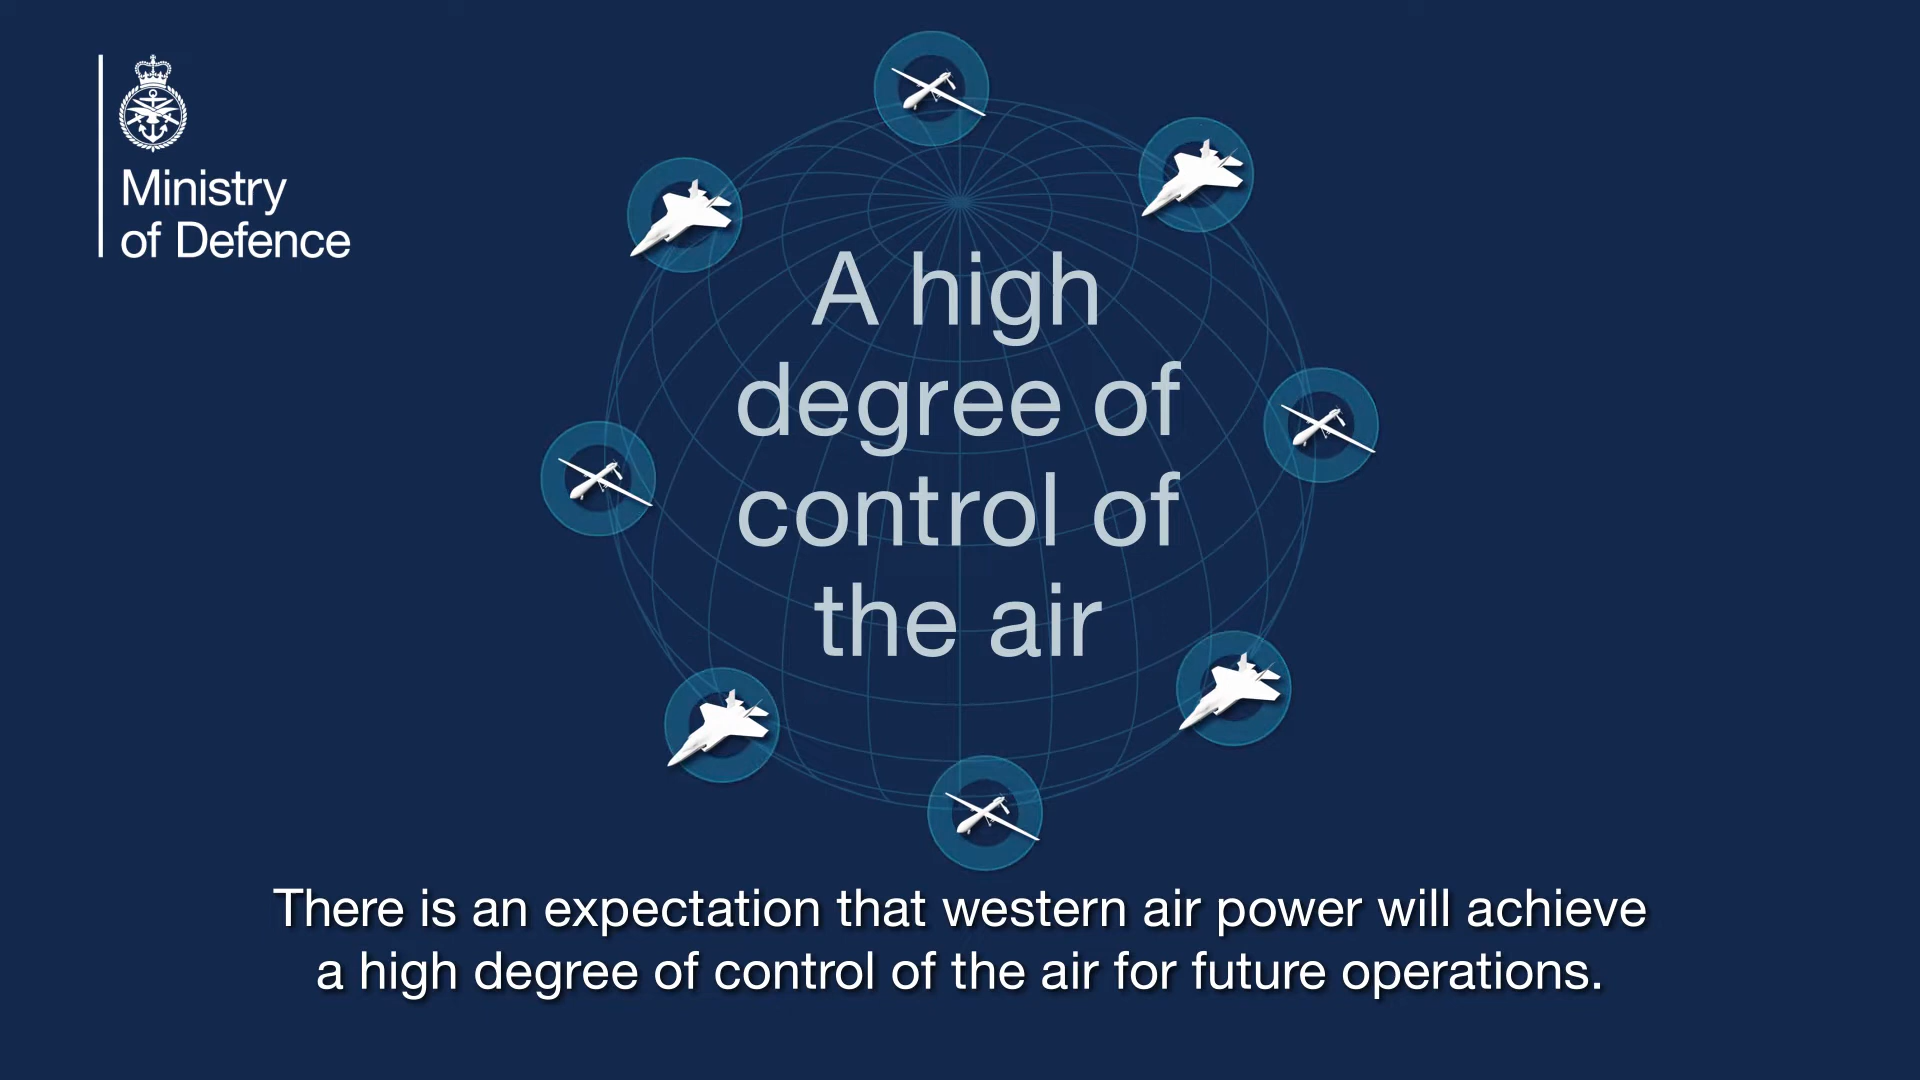 Ministry
of Defence
A high
degree of
control of
the air
There is an expectation that western air power will achieve
a high degree of control of the air for future operations.